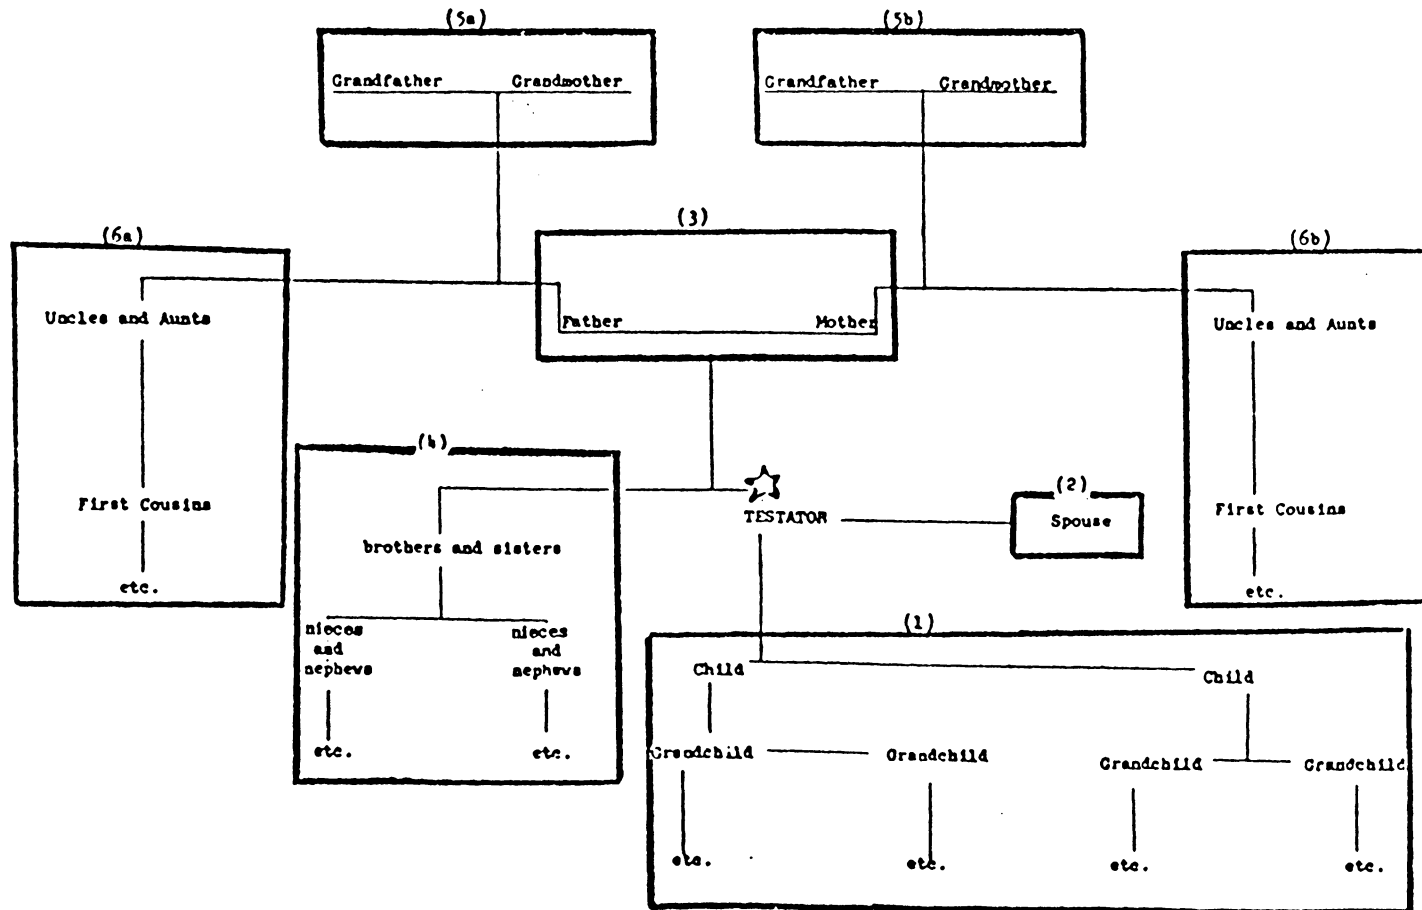 (5a)
(5b)
Grandfather Grandmother
Grandfather Grandmother
(3)
(6a)
(6b)
Uncles and Aunts
Father Mother
Uncles and Aunts
(4)
(2)
First Cousins
TESTATOR
Spouse
First Cousins
brothers and sisters
etc.
etc.
(1)
nieces
and
nephews
nieces
and
nephews
Child
Child
etc.
etc.
Grandchild Grandchild Grandchild Grandchild
etc. etc. etc. etc.